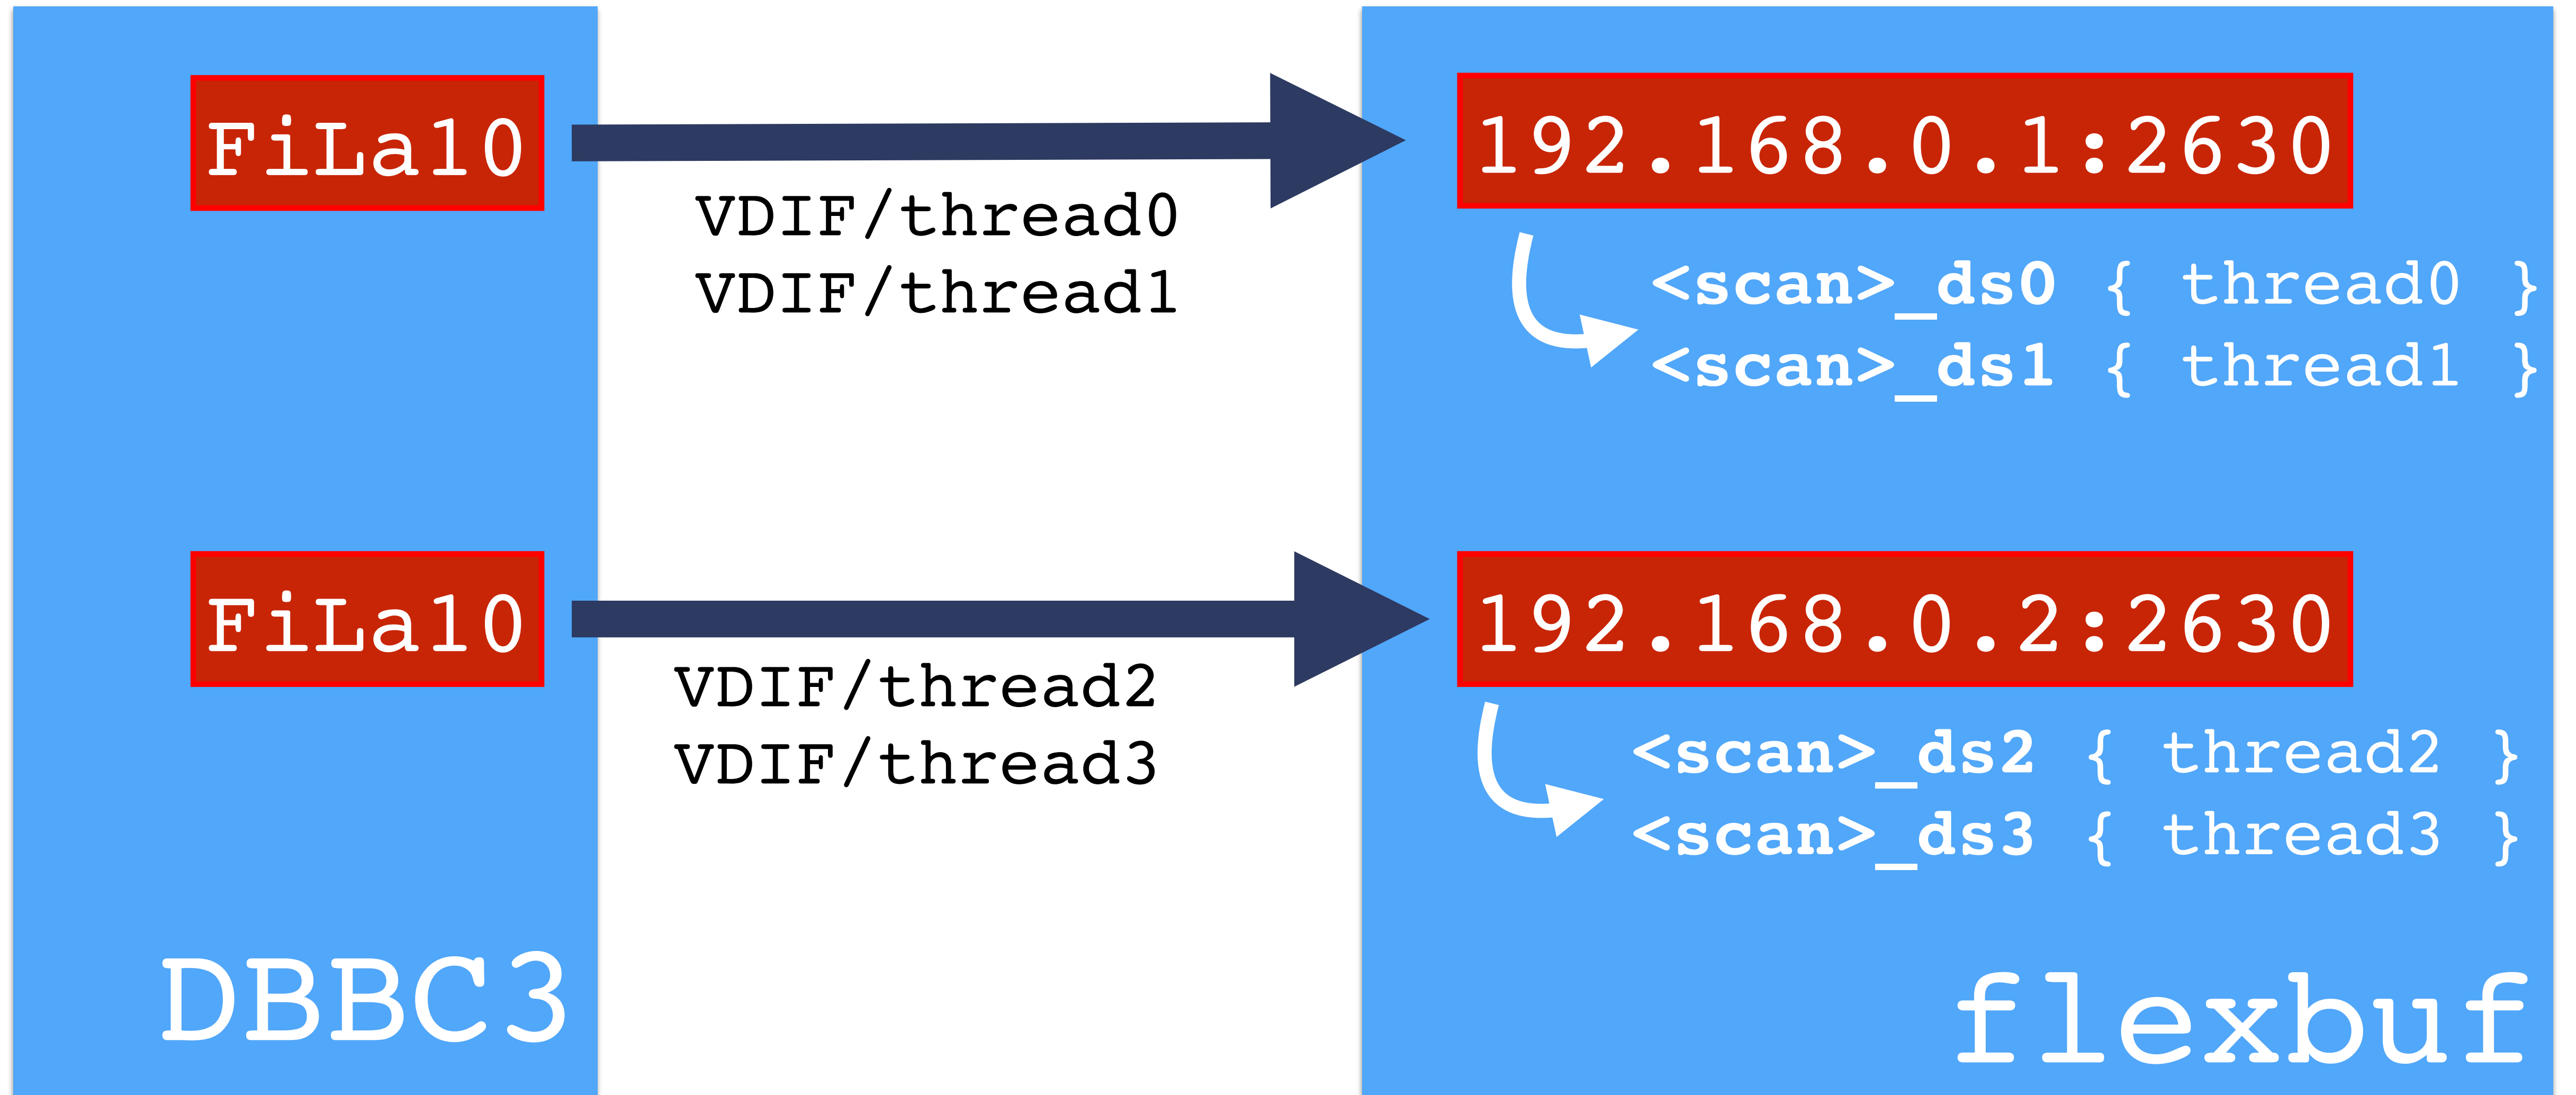 FiLa10
VDIF/thread0
VDIF/thread1
192.168.0.1:2630
<scan>_ds0 { thread0 }
<scan>_ds1 { thread1 }
FiLa10
VDIF/thread2
VDIF/thread3
192.168.0.2:2630
<scan>_ds2 { thread2 }
<scan>_ds3 { thread3 }
DBBC3
flexbuf